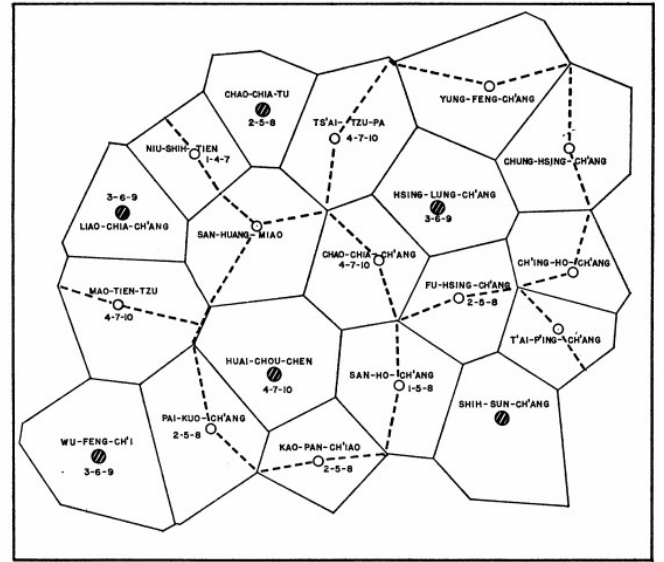 CHAO-CHIA-TU
2-5-8
YUNG-FENG-CH'ANG
TS'AI-TZU-PA
4-7-10
NIU-SHIH-TIEN
1-4-7
CHUNG-HSING-CH'ANG
3-6-9
LIAO-CHIA-CH'ANG
HSING-LUNG-CH'ANG
3-6-9
SAN-HUANG-MIAO
CHAO-CHIA-CH'ANG
4-7-10
CH'ING-HO-CH'ANG
FU-HSING-CH'ANG
2-5-8
MAO-TIEN-TZU
4-7-10
T'AI-P'ING-CH'ANG
HUAI-CHOU-CHEN
4-7-10
SAN-HO-CH'ANG
1-5-8
SHIH-SUN-CH'ANG
PAI-KUO-CH'ANG
2-5-8
WU-FENG-CH'I
3-6-9
KAO-PAN-CH'IAO
2-5-8